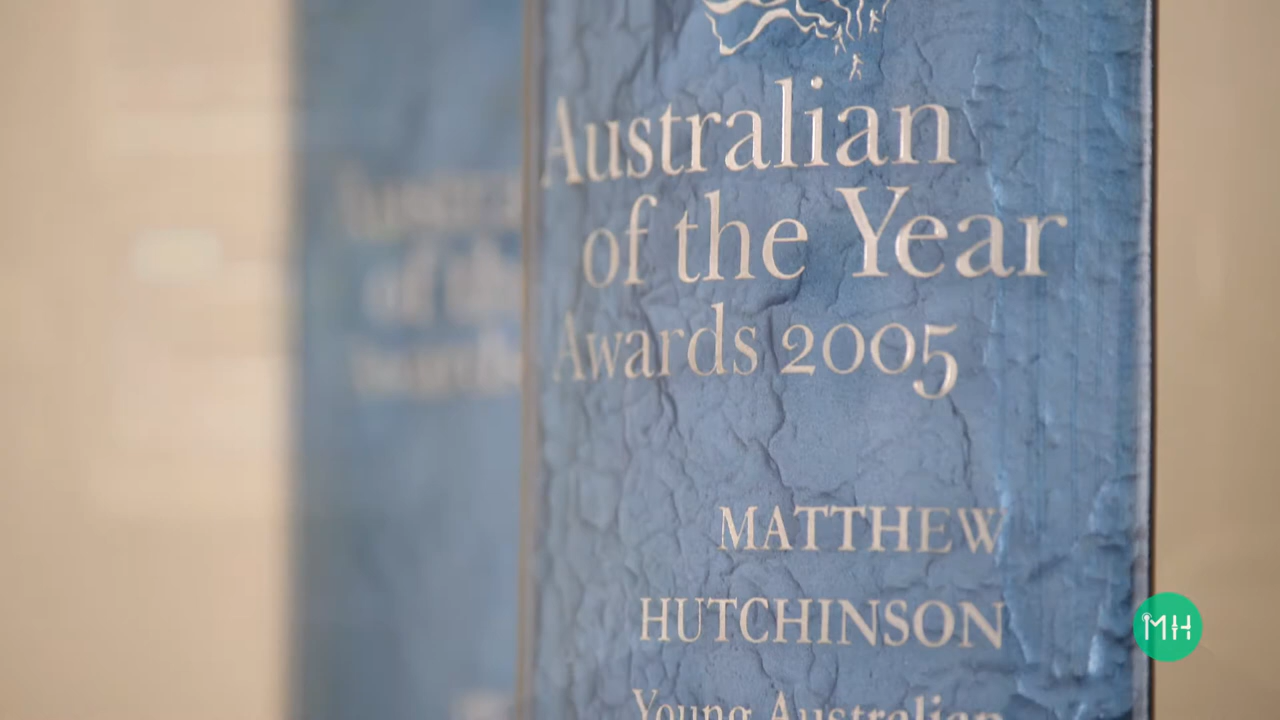 Australian
of the Year
Awards 2005
MATTHEW
HUTCHINSON
Young Australian
MH